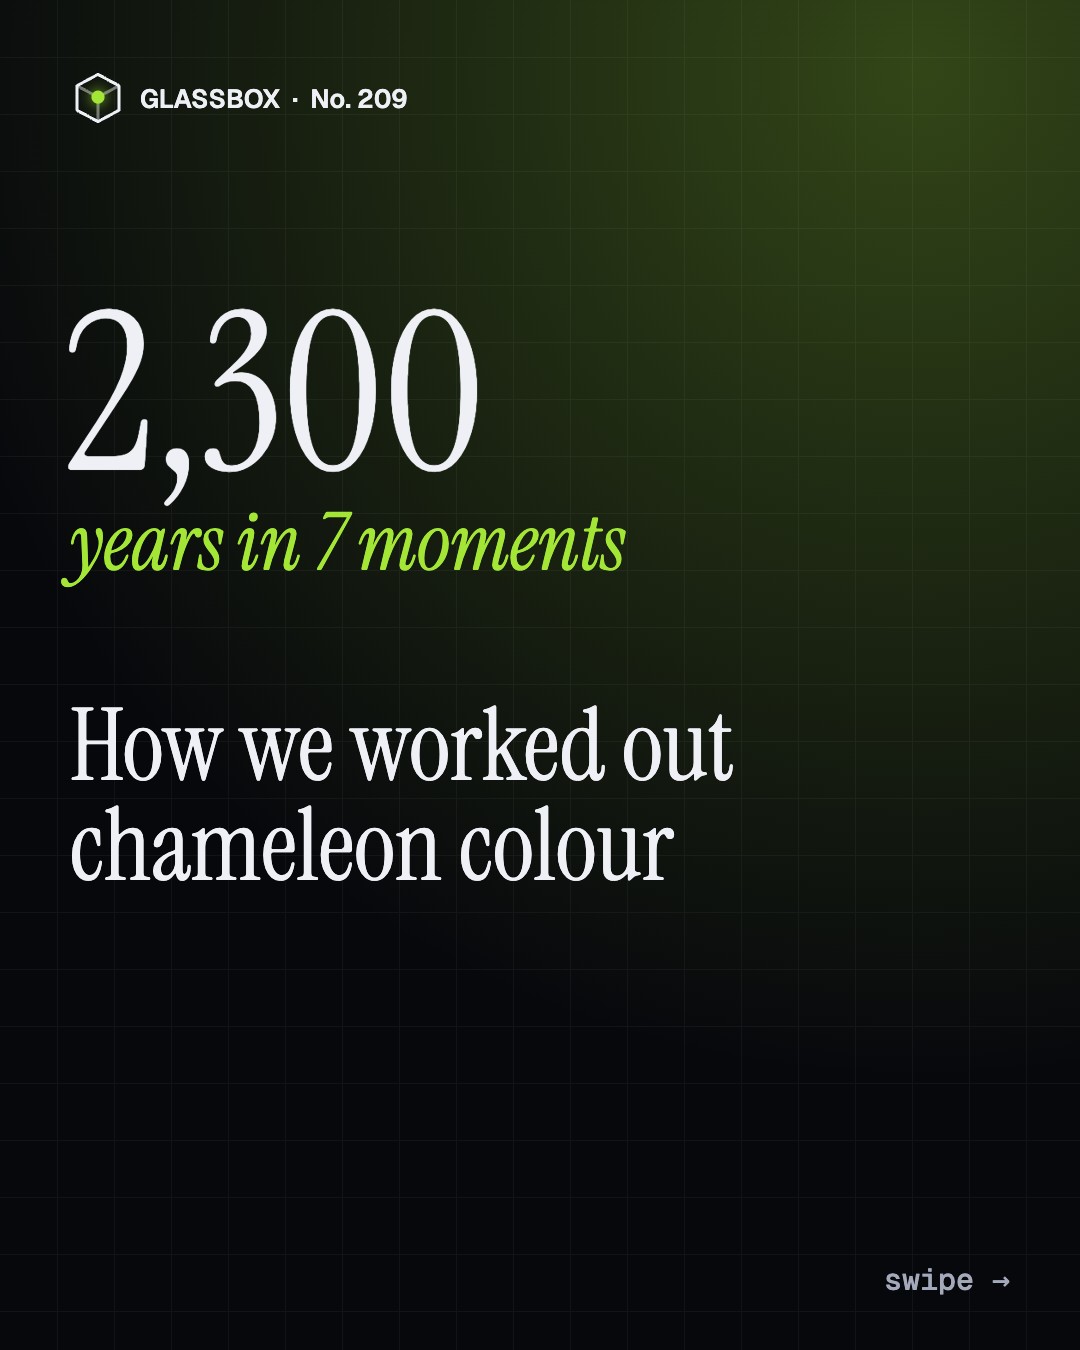 GLASSBOX · No. 209
2,300
years in 7 moments
How we worked out
chameleon colour
swipe →